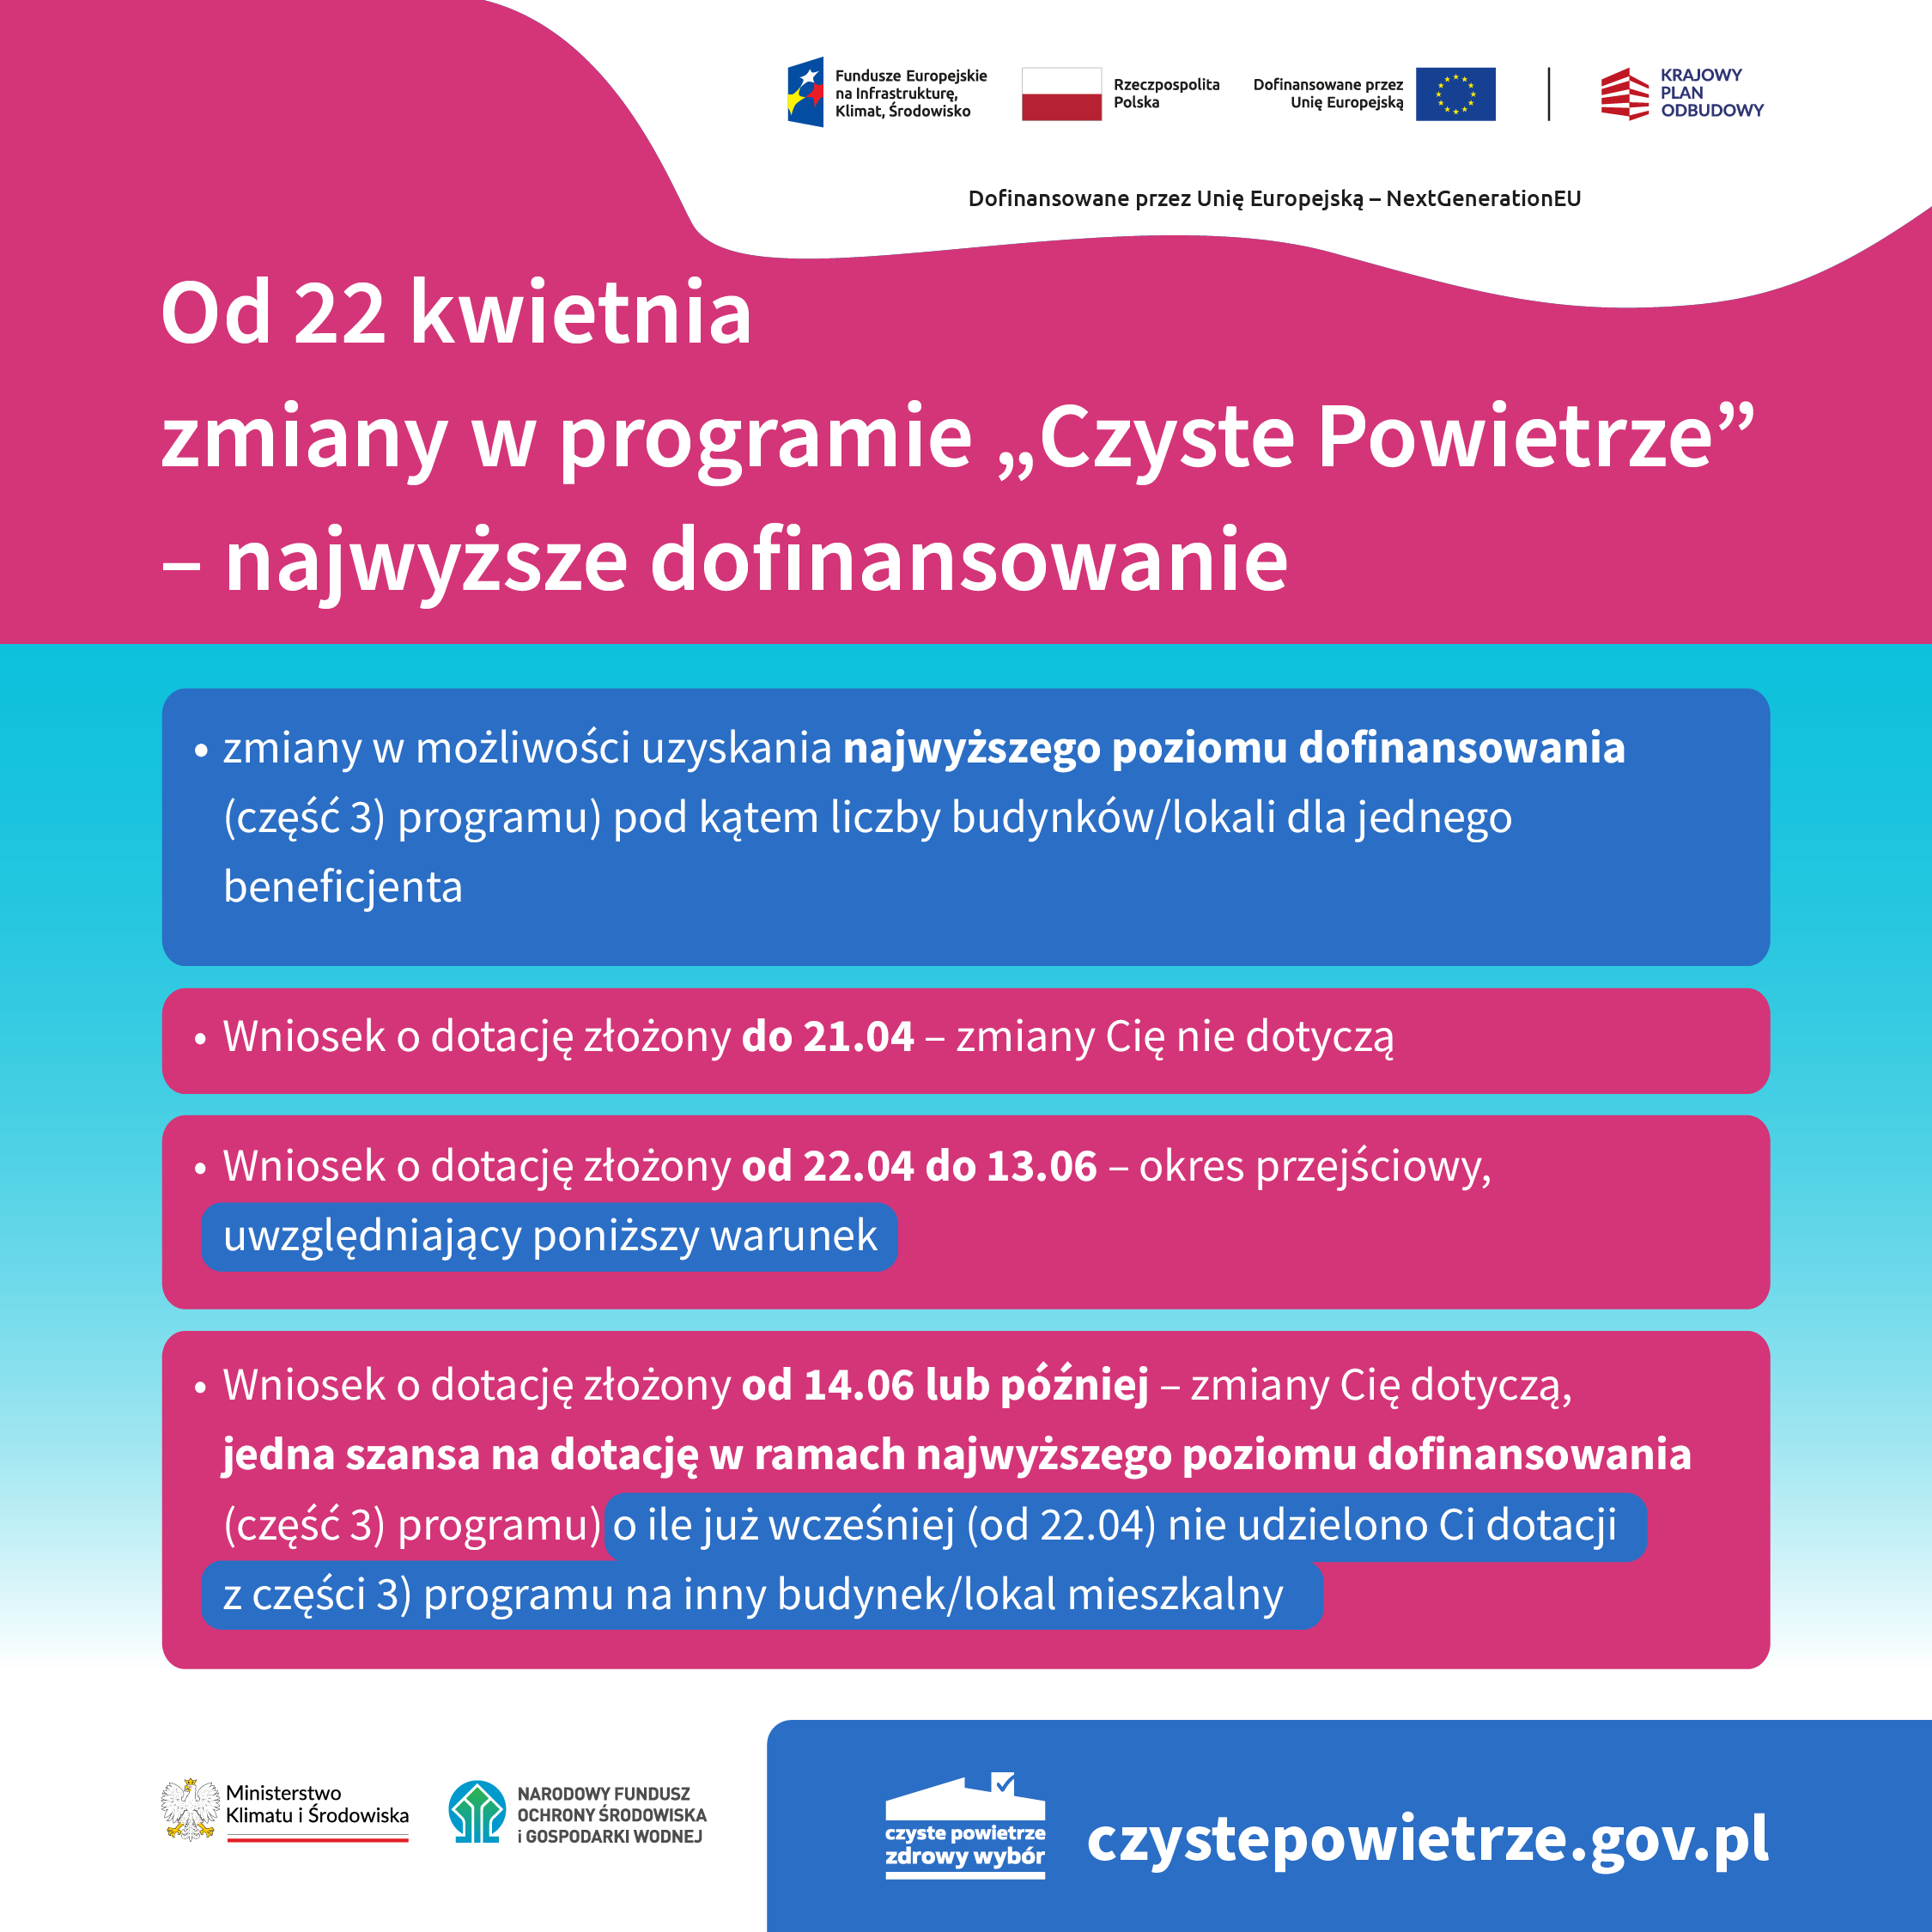 Fundusze Europejskie
na Infrastrukturę,
Klimat, Środowisko
Rzeczpospolita
Polska
Dofinansowane przez
Unię Europejską
KRAJOWY
PLAN
ODBUDOWY
Dofinansowane przez Unię Europejską – NextGenerationEU
Od 22 kwietnia
zmiany w programie „Czyste Powietrze”
– najwyższe dofinansowanie
• zmiany w możliwości uzyskania najwyższego poziomu dofinansowania
(część 3) programu) pod kątem liczby budynków/lokali dla jednego
beneficjenta
• Wniosek o dotację złożony do 21.04 – zmiany Cię nie dotyczą
• Wniosek o dotację złożony od 22.04 do 13.06 – okres przejściowy,
uwzględniający poniższy warunek
• Wniosek o dotację złożony od 14.06 lub później – zmiany Cię dotyczą,
jedna szansa na dotację w ramach najwyższego poziomu dofinansowania
(część 3) programu) o ile już wcześniej (od 22.04) nie udzielono Ci dotacji
z części 3) programu na inny budynek/lokal mieszkalny
Ministerstwo
Klimatu i Środowiska
NARODOWY FUNDUSZ
OCHRONY ŚRODOWISKA
i GOSPODARKI WODNEJ
czyste powietrze
zdrowy wybór
czystepowietrze.gov.pl